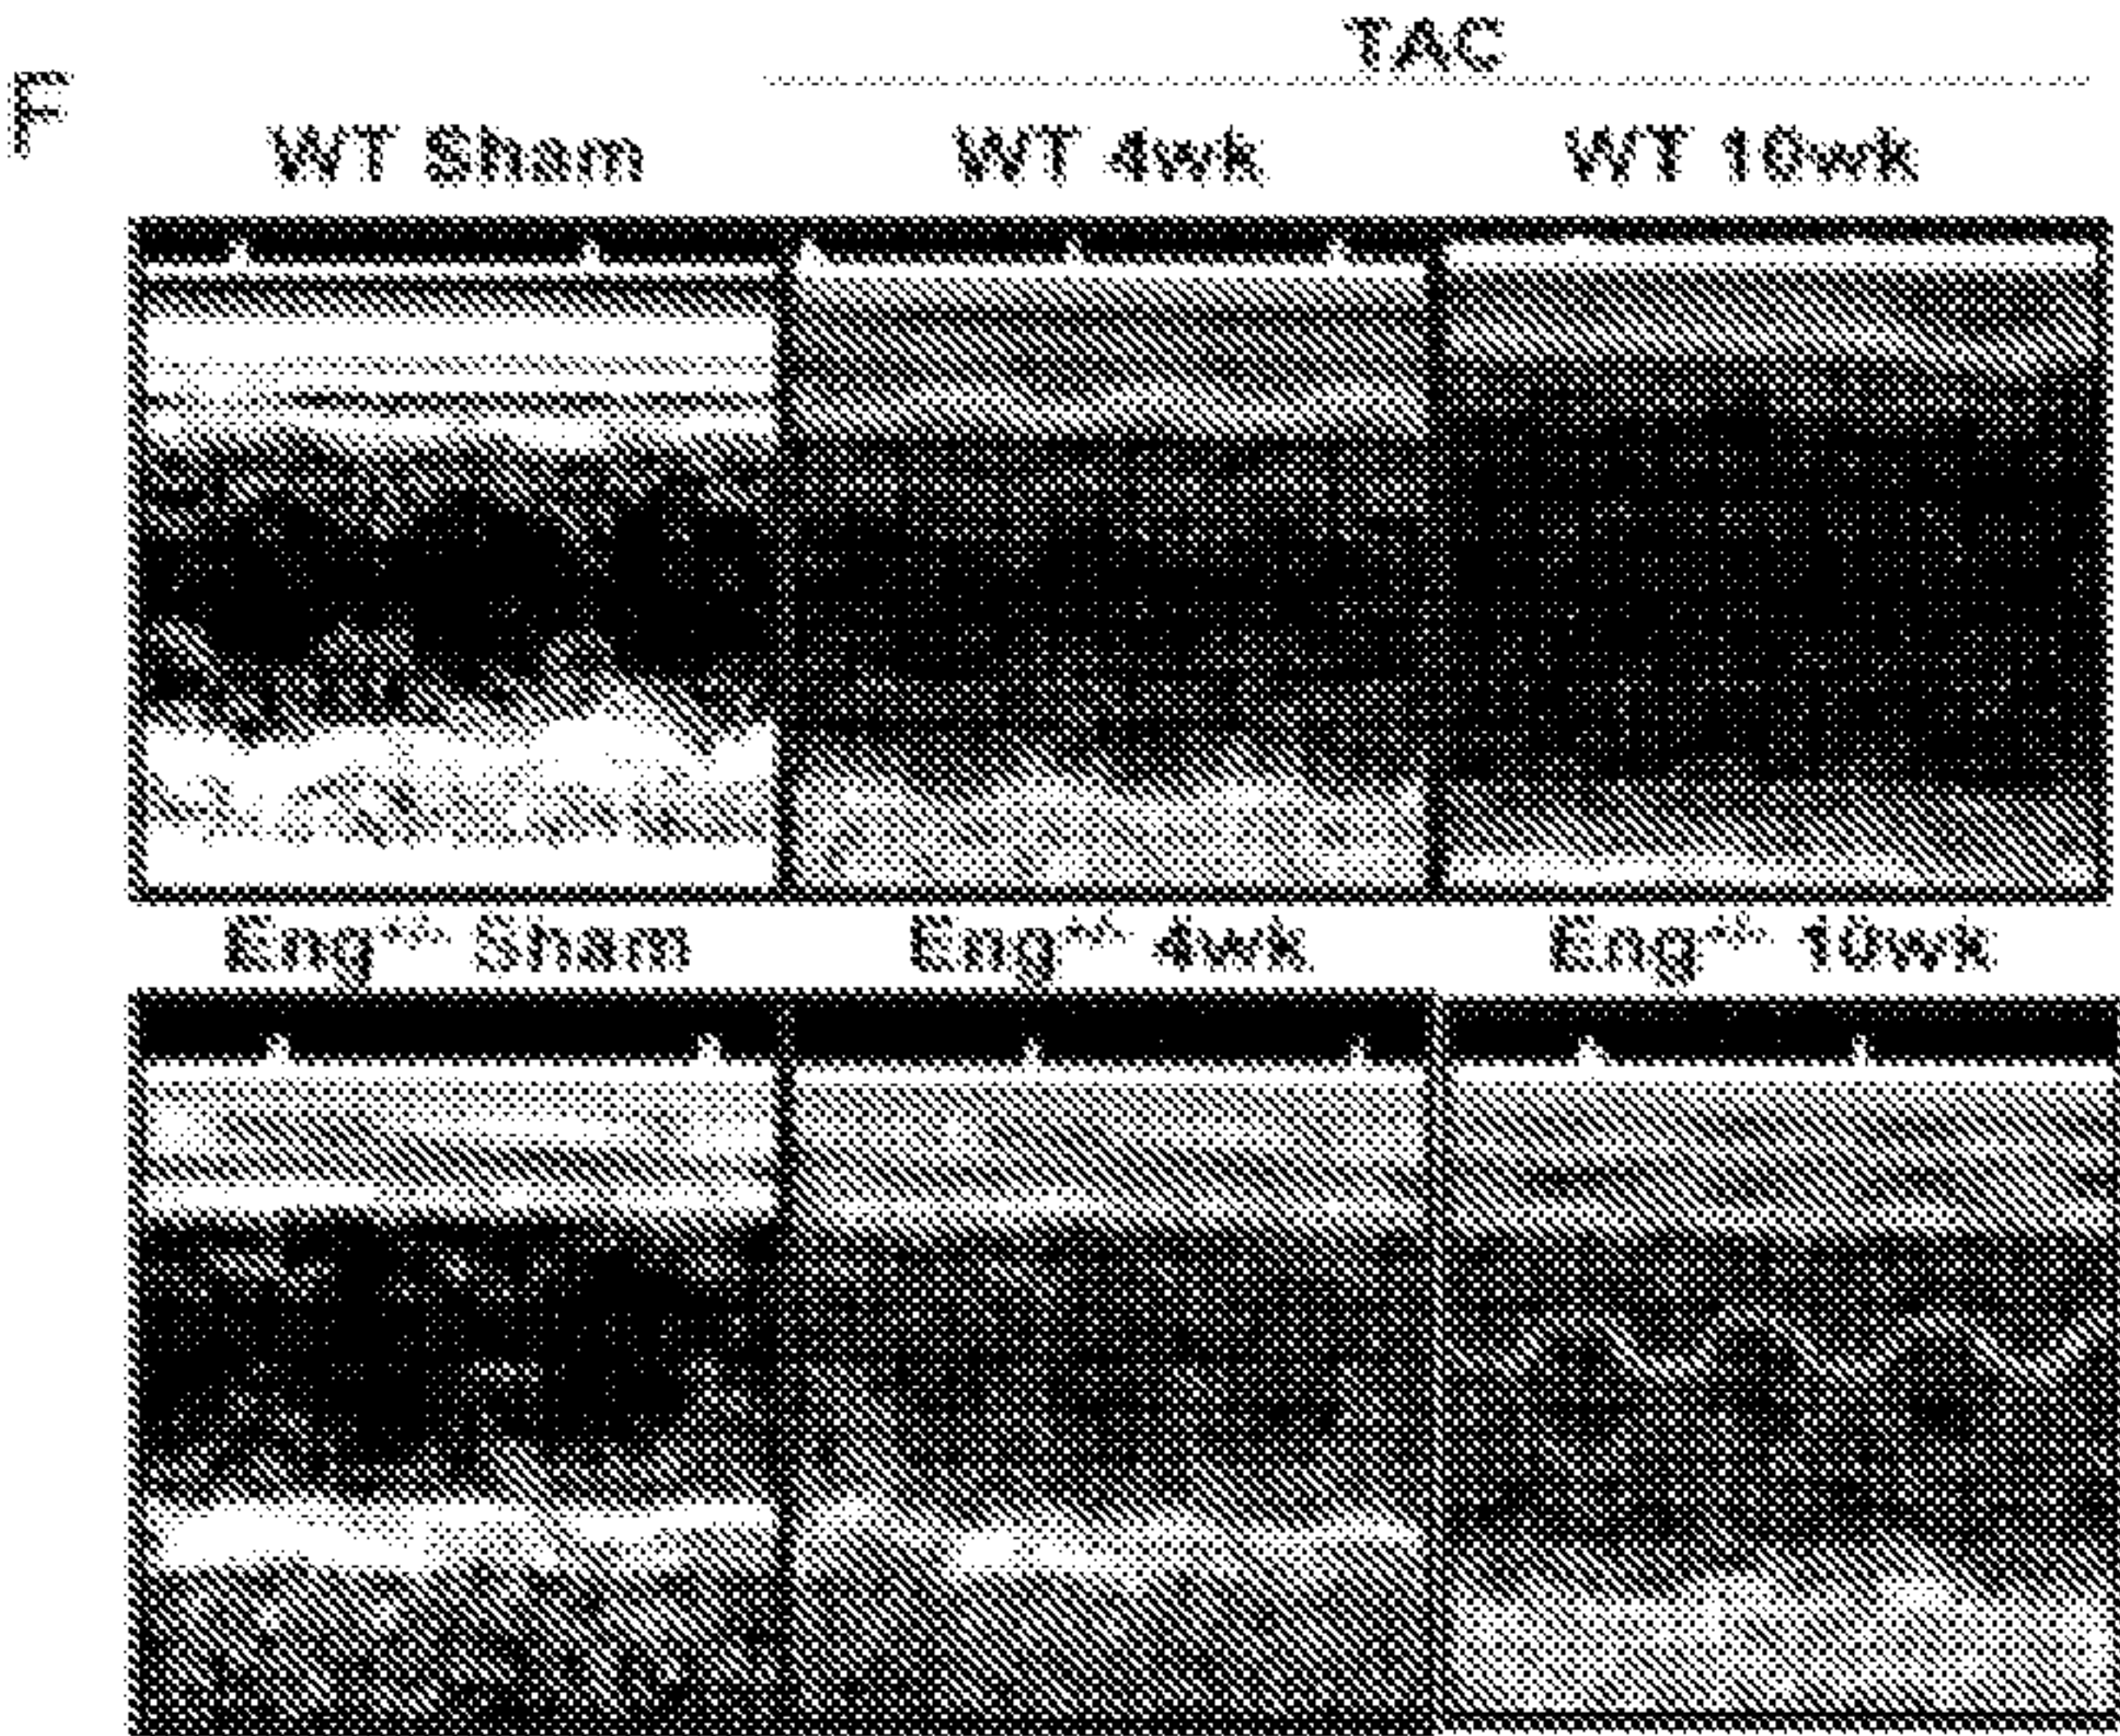 TAC
F
WT Sham WT 4wk WT 10wk
Eng+/- Sham Eng+/- 4wk Eng+/- 10wk